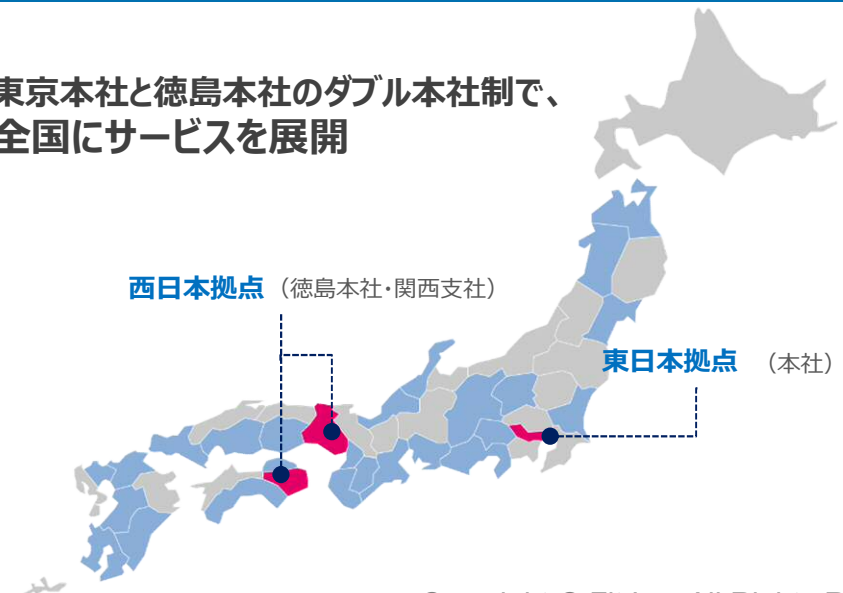 東京本社と徳島本社のダブル本社制で、
全国にサービスを展開
西日本拠点（徳島本社・関西支社）
東日本拠点（本社）